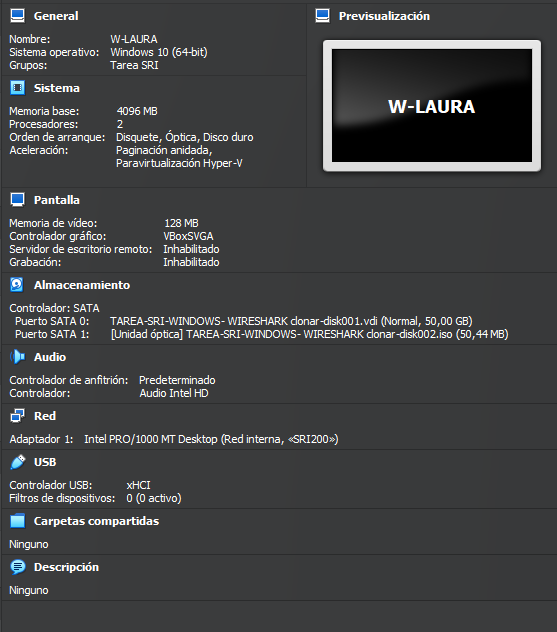 General
Nombre: W-LAURA
Sistema operativo: Windows 10 (64-bit)
Grupos: Tarea SRI
Previsualización
W-LAURA
Sistema
Memoria base: 4096 MB
Procesadores: 2
Orden de arranque: Disquete, Óptica, Disco duro
Aceleración: Paginación anidada,
Paravirtualización Hyper-V
Pantalla
Memoria de vídeo: 128 MB
Controlador gráfico: VBoxSVGA
Servidor de escritorio remoto: Inhabilitado
Grabación: Inhabilitado
Almacenamiento
Controlador: SATA
Puerto SATA 0: TAREA-SRI-WINDOWS- WIRESHARK clonar-disk001.vdi (Normal, 50,00 GB)
Puerto SATA 1: [Unidad óptica] TAREA-SRI-WINDOWS- WIRESHARK clonar-disk002.iso (50,44 MB)
Audio
Controlador de anfitrión: Predeterminado
Controlador: Audio Intel HD
Red
Adaptador 1: Intel PRO/1000 MT Desktop (Red interna, «SRI200»)
USB
Controlador USB: xHCI
Filtros de dispositivos: 0 (0 activo)
Carpetas compartidas
Ninguno
Descripción
Ninguno